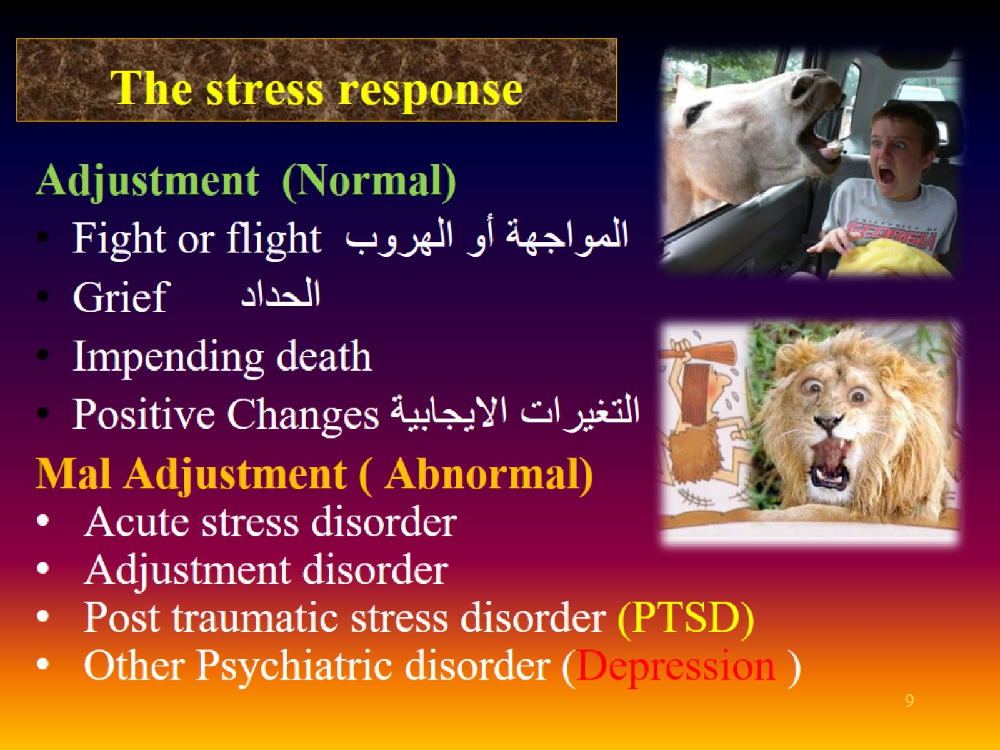 The stress response
Adjustment (Normal)
• Fight or flight المواجهة أو الهروب
• Grief الحداد
• Impending death
• Positive Changes التغيرات الايجابية
Mal Adjustment ( Abnormal)
• Acute stress disorder
• Adjustment disorder
• Post traumatic stress disorder (PTSD)
• Other Psychiatric disorder (Depression )
UNIVERSITY OF
GEORGIA
9